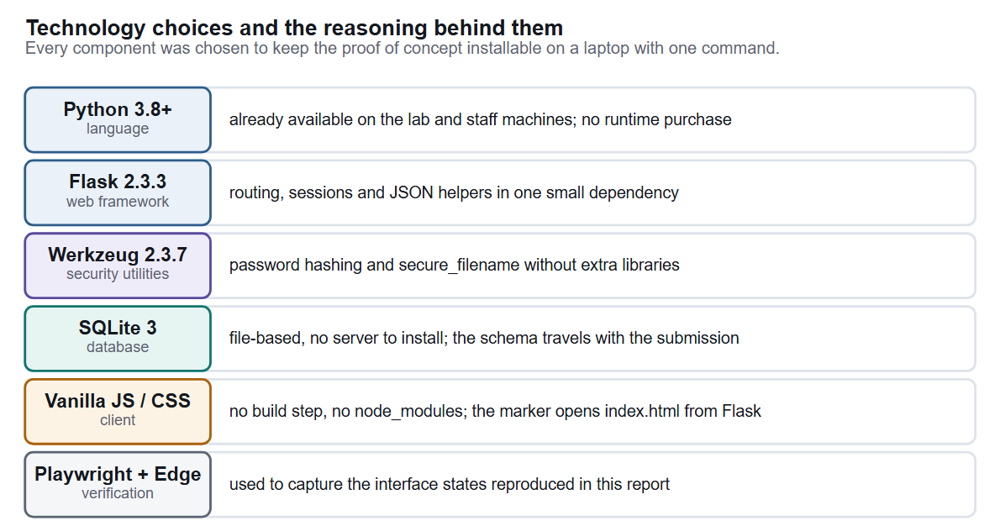 Technology choices and the reasoning behind them
Every component was chosen to keep the proof of concept installable on a laptop with one command.
Python 3.8+
language
already available on the lab and staff machines; no runtime purchase
Flask 2.3.3
web framework
routing, sessions and JSON helpers in one small dependency
Werkzeug 2.3.7
security utilities
password hashing and secure_filename without extra libraries
SQLite 3
database
file-based, no server to install; the schema travels with the submission
Vanilla JS / CSS
client
no build step, no node_modules; the marker opens index.html from Flask
Playwright + Edge
verification
used to capture the interface states reproduced in this report